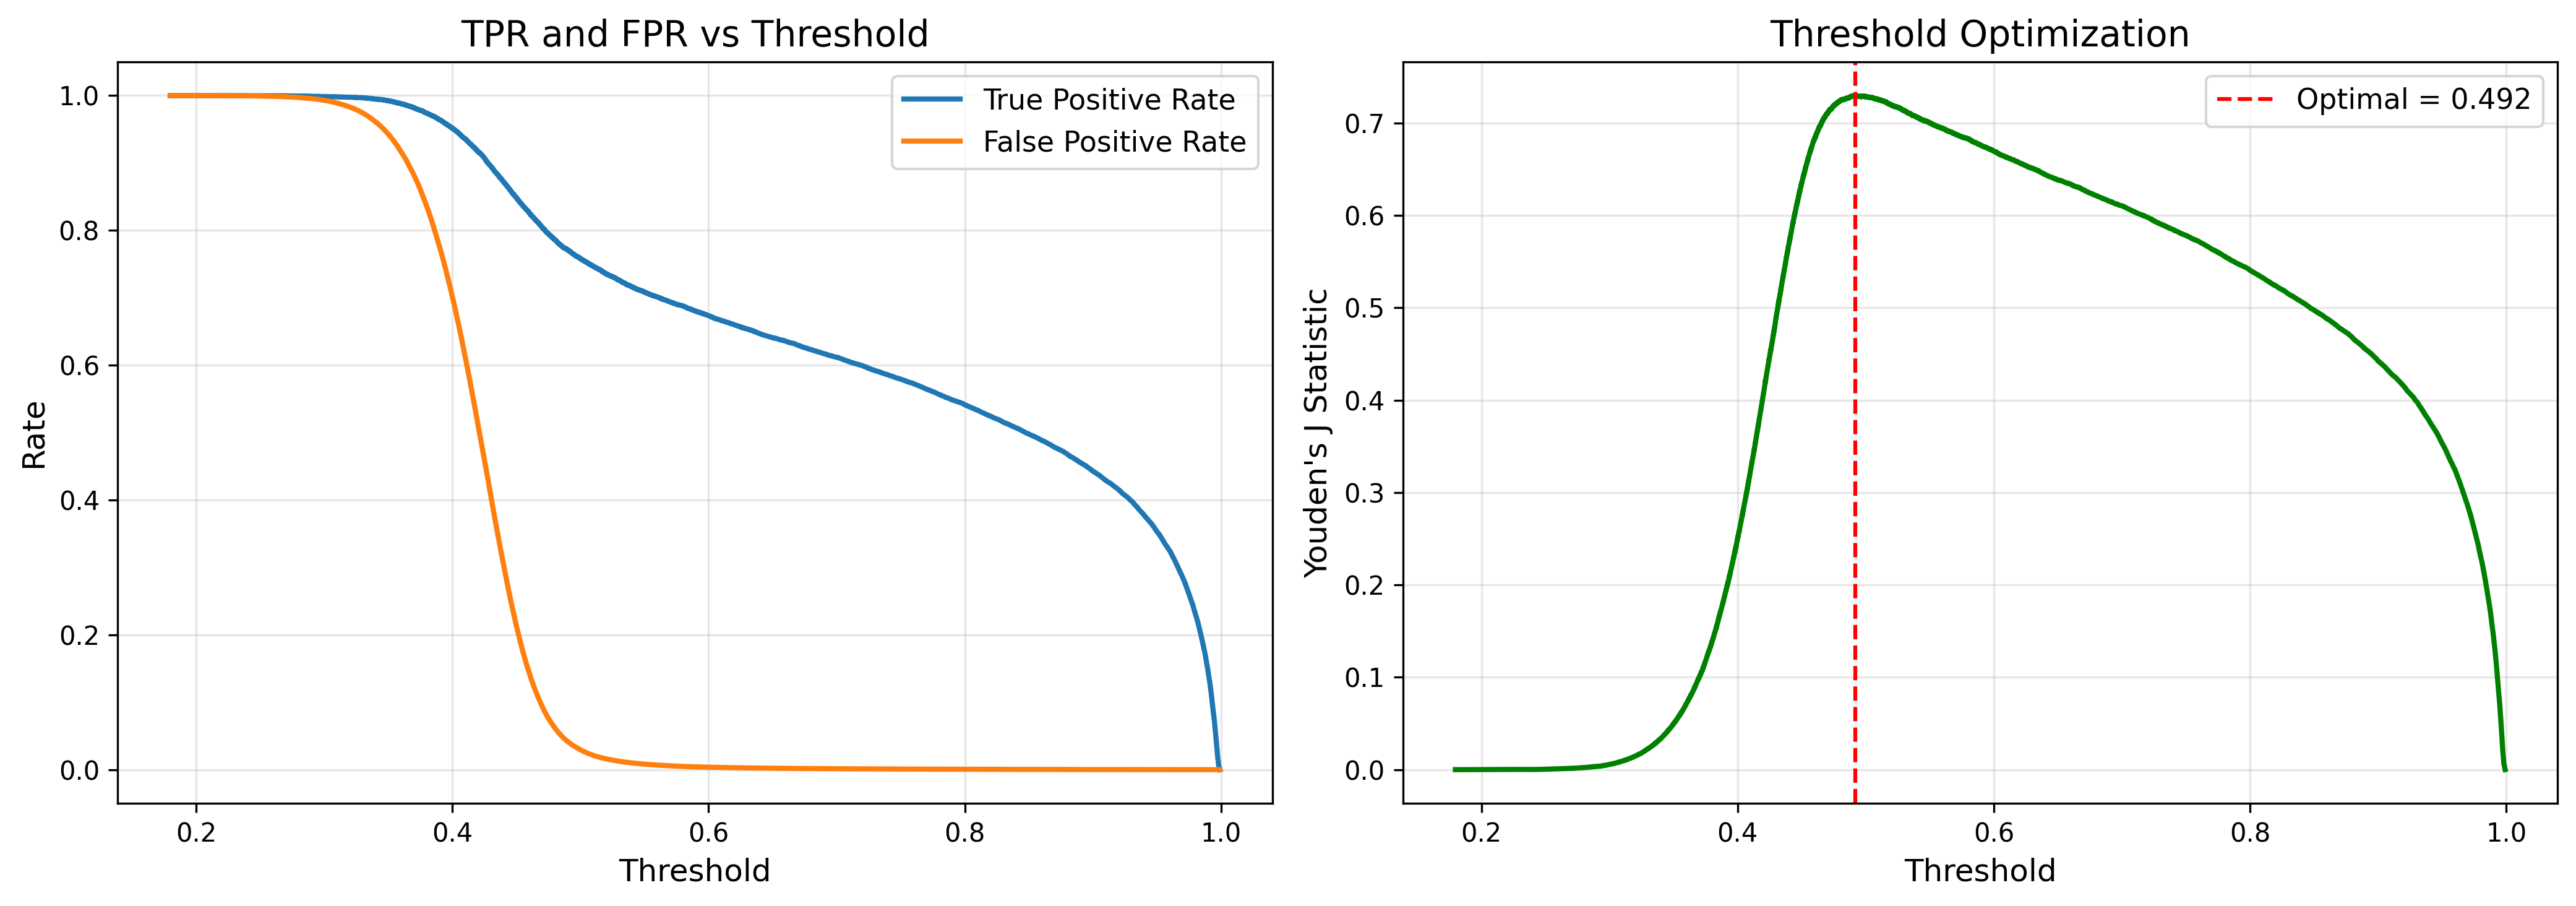 TPR and FPR vs Threshold
True Positive Rate
False Positive Rate
Rate
1.0
0.8
0.6
0.4
0.2
0.0
0.2 0.4 0.6 0.8 1.0
Threshold
Threshold Optimization
Optimal = 0.492
Youden's J Statistic
0.7
0.6
0.5
0.4
0.3
0.2
0.1
0.0
0.2 0.4 0.6 0.8 1.0
Threshold